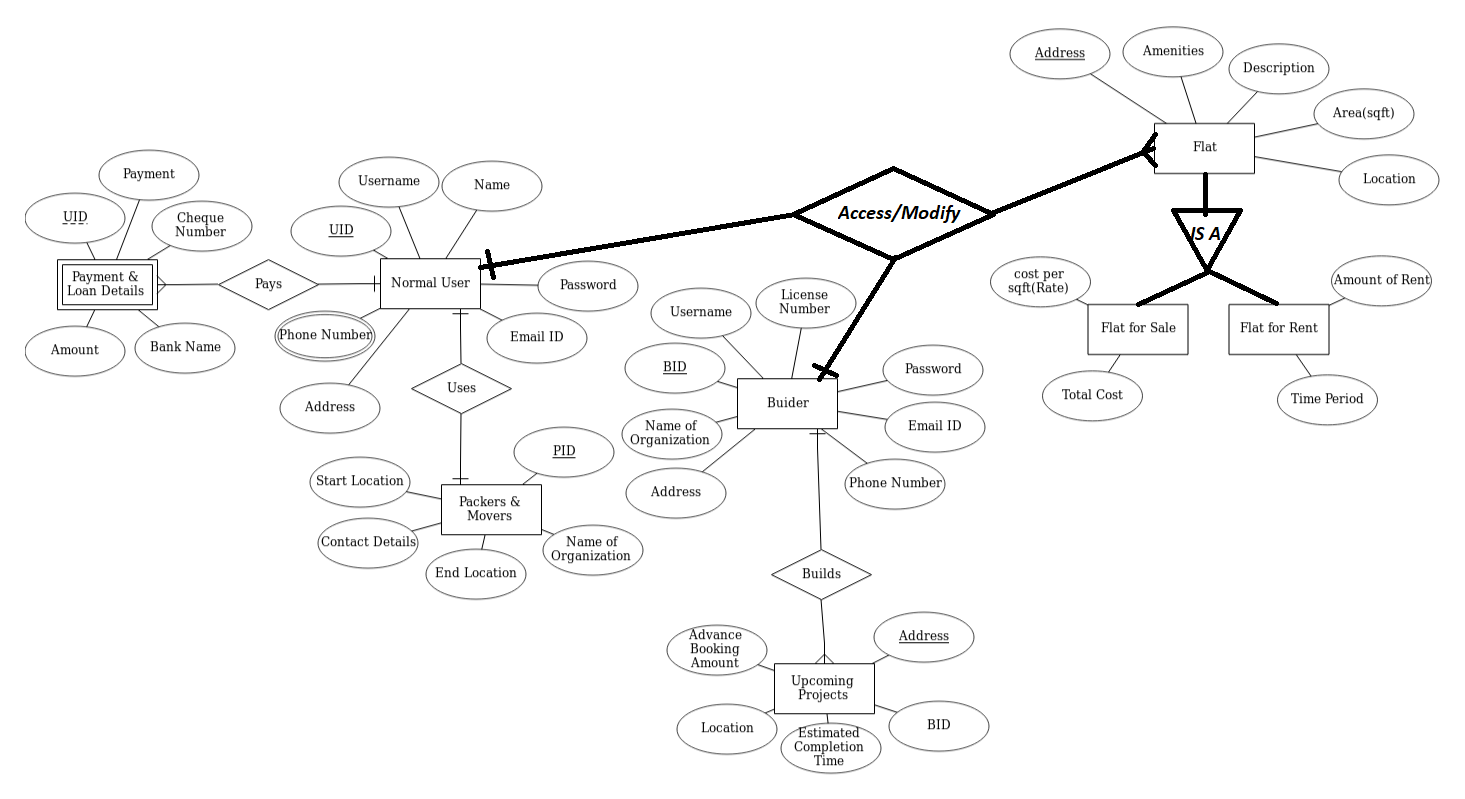 Address
Amenities
Description
Area(sqft)
Location
Flat
IS A
cost per
sqft(Rate)
Amount of Rent
Flat for Sale
Flat for Rent
Total Cost
Time Period
Access/Modify
Payment
UID
Cheque
Number
Payment &
Loan Details
Amount
Bank Name
Pays
Username
Name
UID
Normal User
Password
Phone Number
Email ID
Address
Uses
PID
Start Location
Packers &
Movers
Contact Details
Name of
Organization
End Location
Username
License
Number
BID
Password
Buider
Name of
Organization
Email ID
Address
Phone Number
Builds
Advance
Booking
Amount
Address
Upcoming
Projects
Location
Estimated
Completion
Time
BID